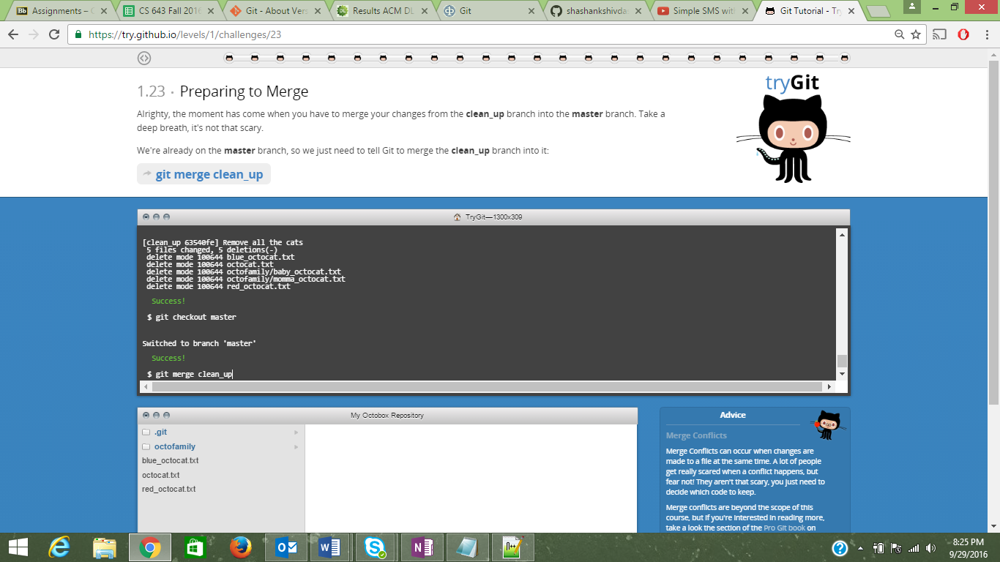 Assignments – C
CS 643 Fall 2016
Git - About Vers
Results ACM DL
Git
shashankshivdas
Simple SMS with
Git Tutorial - Try
https://try.github.io/levels/1/challenges/23
tryGit
1.23 · Preparing to Merge
Alrighty, the moment has come when you have to merge your changes from the clean_up branch into the master branch. Take a
deep breath, it's not that scary.
We're already on the master branch, so we just need to tell Git to merge the clean_up branch into it:
git merge clean_up
TryGit—1300x309
[clean_up 63540fe] Remove all the cats
5 files changed, 5 deletions(-)
delete mode 100644 blue_octocat.txt
delete mode 100644 octocat.txt
delete mode 100644 octofamily/baby_octocat.txt
delete mode 100644 octofamily/momma_octocat.txt
delete mode 100644 red_octocat.txt
Success!
$ git checkout master
Switched to branch 'master'
Success!
$ git merge clean_up
My Octobox Repository
.git
octofamily
blue_octocat.txt
octocat.txt
red_octocat.txt
Advice
Merge Conflicts
Merge Conflicts can occur when changes are
made to a file at the same time. A lot of people
get really scared when a conflict happens, but
fear not! They aren't that scary, you just need to
decide which code to keep.
Merge conflicts are beyond the scope of this
course, but if you're interested in reading more,
take a look the section of the Pro Git book on
8:25 PM
9/29/2016